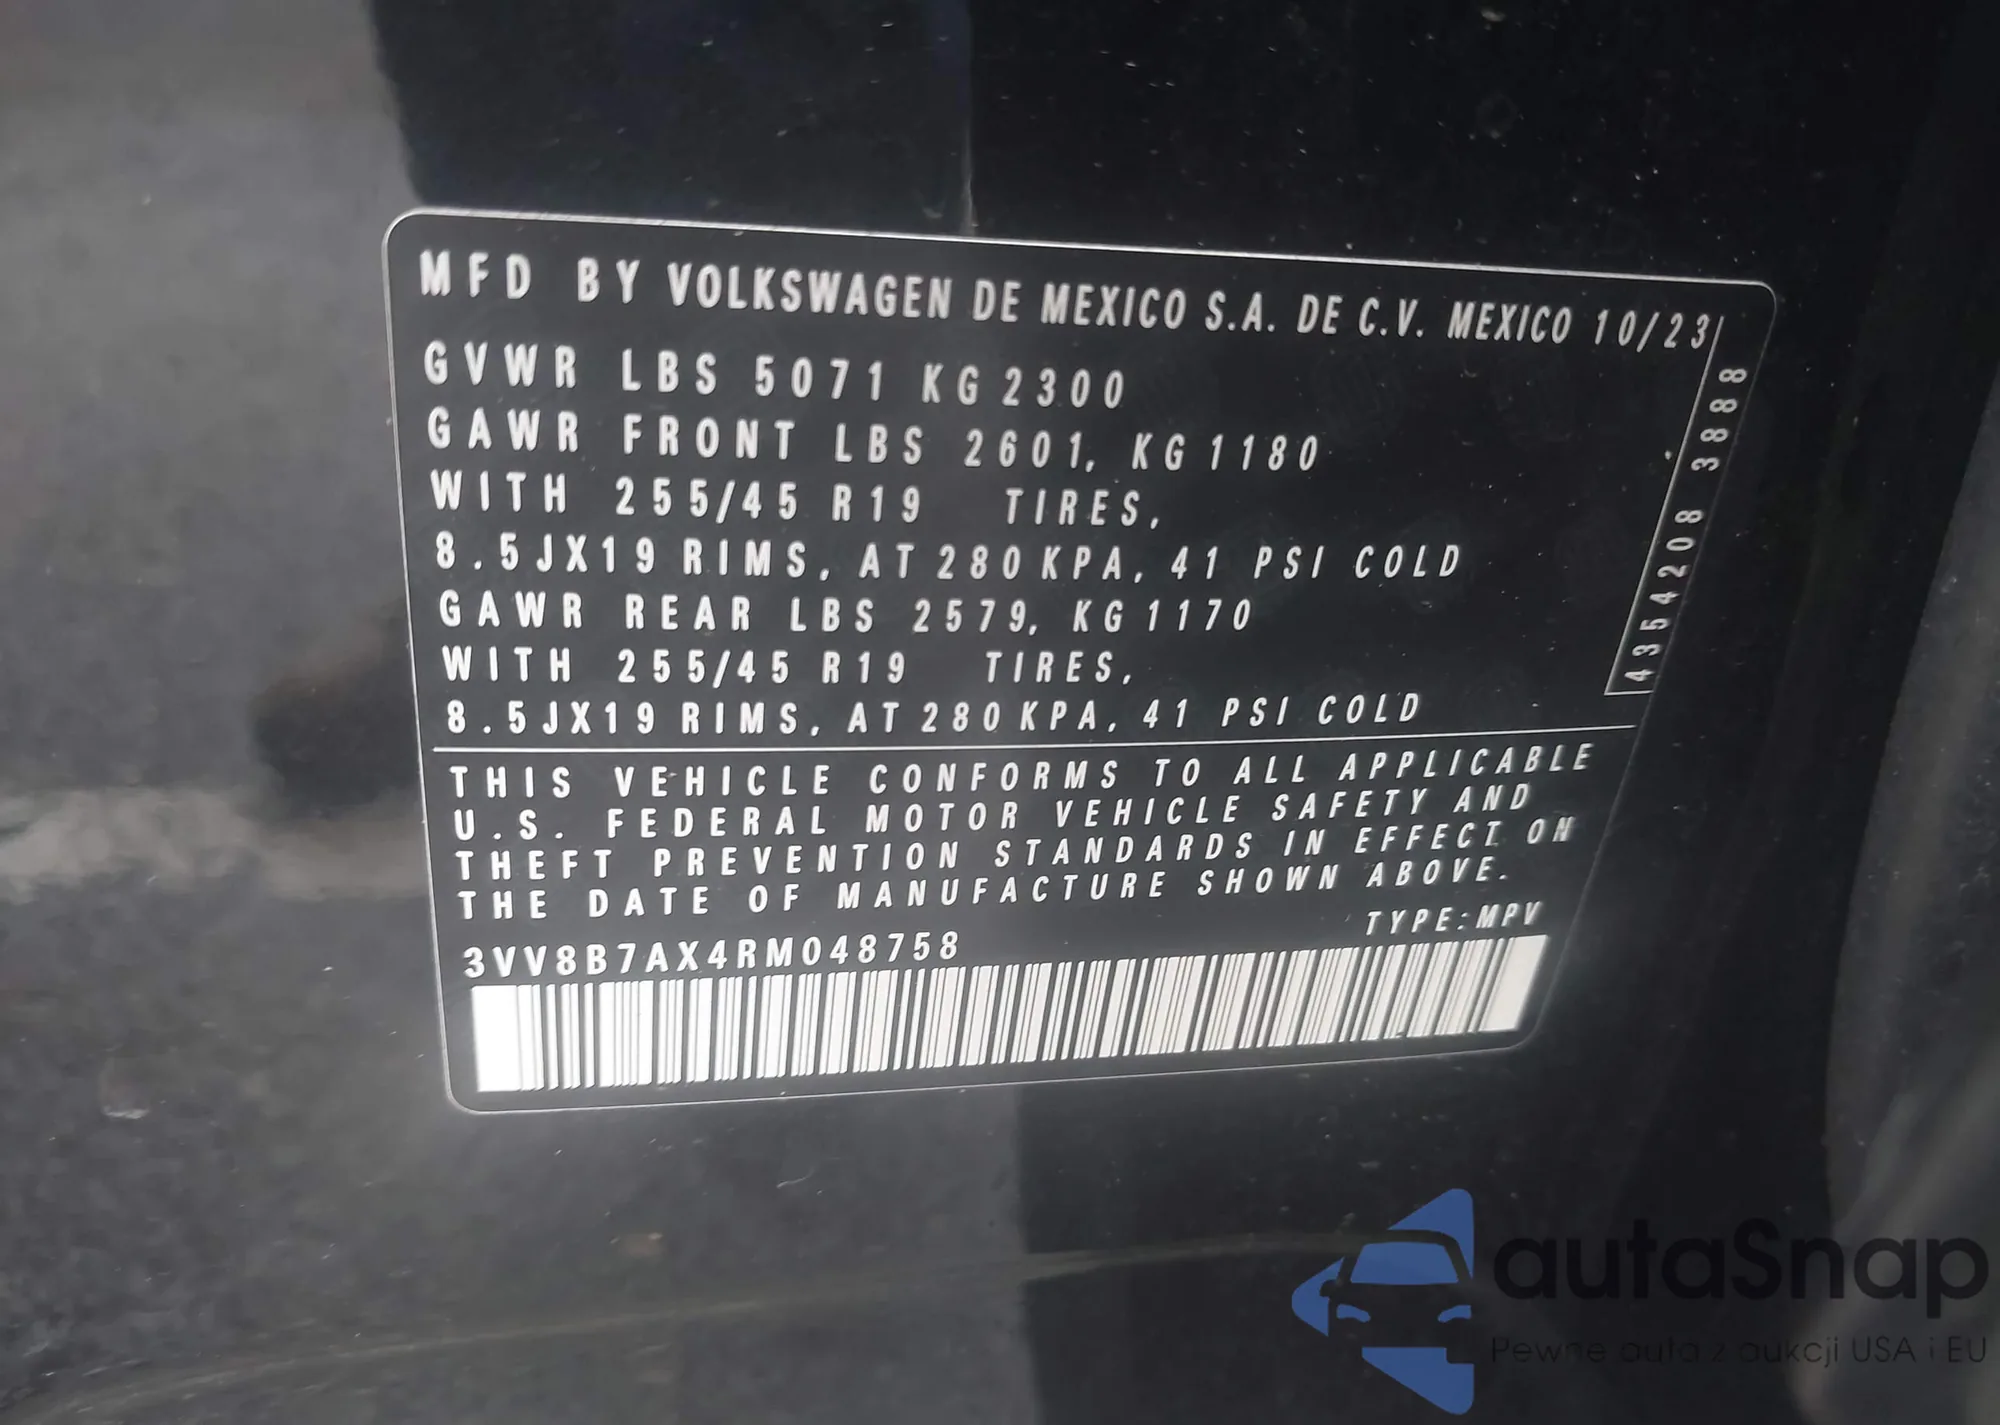 MFD BY VOLKSWAGEN DE MEXICO S.A. DE C.V. MEXICO 10/23
GVWR LBS 5071 KG 2300
GAWR FRONT LBS 2601, KG 1180
WITH 255/45 R19 TIRES,
8.5JX19 RIMS, AT 280 KPA, 41 PSI COLD
GAWR REAR LBS 2579, KG 1170
WITH 255/45 R19 TIRES,
8.5JX19 RIMS, AT 280 KPA, 41 PSI COLD
4354208 3888
THIS VEHICLE CONFORMS TO ALL APPLICABLE
U.S. FEDERAL MOTOR VEHICLE SAFETY AND
THEFT PREVENTION STANDARDS IN EFFECT ON
THE DATE OF MANUFACTURE SHOWN ABOVE.
TYPE:MPV
3VV8B7AX4RM048758
autaSnap
Pewne auta z aukcji USA i EU